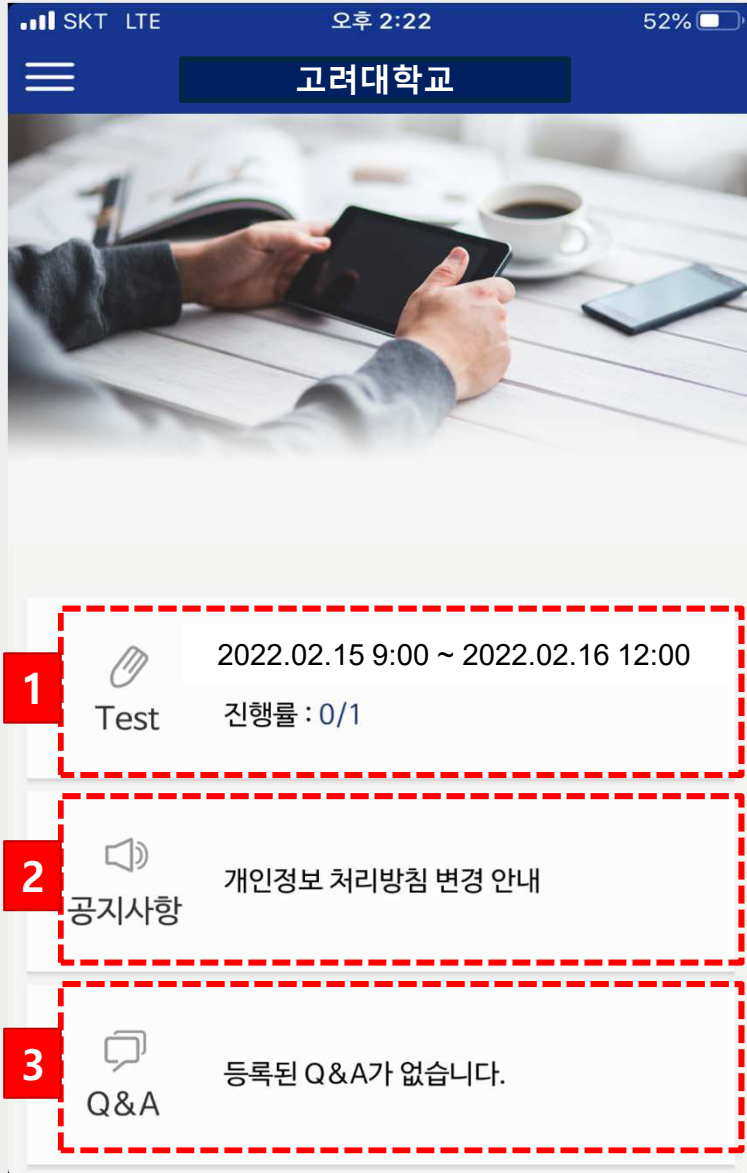 SKT LTE 오후 2:22 52%
고려대학교
1
2022.02.15 9:00 ~ 2022.02.16 12:00
Test
진행률 : 0/1
2
개인정보 처리방침 변경 안내
공지사항
3
등록된 Q&A가 없습니다.
Q&A